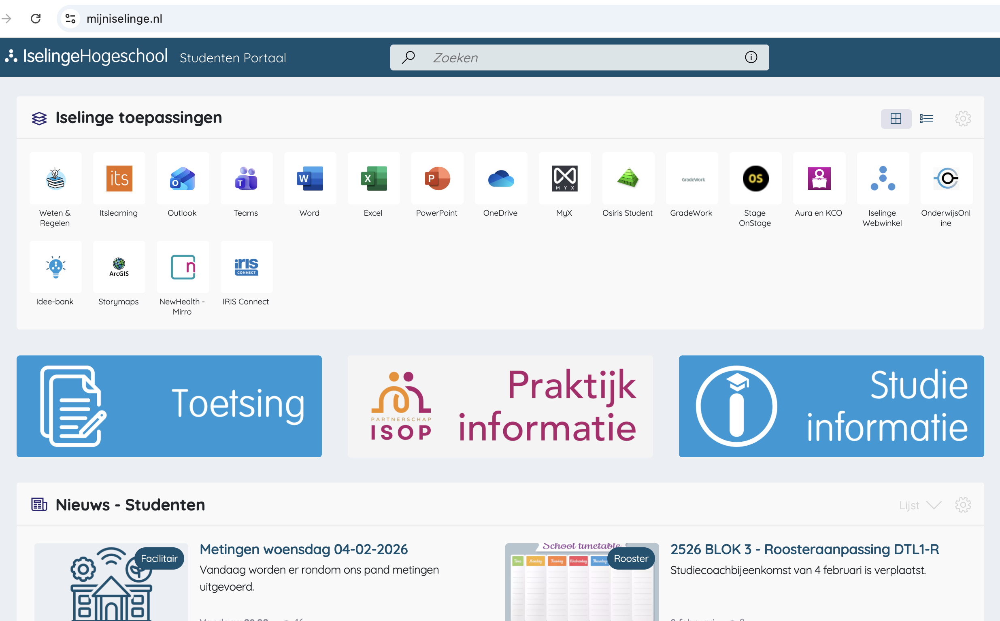 mijniselinge.nl
IselingeHogeschool Studenten Portaal
Zoeken
Iselinge toepassingen
its
O
T
W
X
P
MYX
GradeWork
OS
Weten &
Regelen
Itslearning
Outlook
Teams
Word
Excel
PowerPoint
OneDrive
MyX
Osiris Student
GradeWork
Stage
OnStage
Aura en KCO
Iselinge
Webwinkel
OnderwijsOnl
ine
ArcGIS
n
iris
CONNECT
Idee-bank
Storymaps
NewHealth -
Mirro
IRIS Connect
Toetsing
PARTNERSCHAP
ISOP
Praktijk
informatie
Studie
informatie
Nieuws - Studenten
Lijst
Facilitair
Metingen woensdag 04-02-2026
Vandaag worden er rondom ons pand metingen
uitgevoerd.
School timetable
Time Monday Tuesday Wednesday Thursday
Rooster
2526 BLOK 3 - Roosteraanpassing DTL1-R
Studiecoachbijeenkomst van 4 februari is verplaatst.